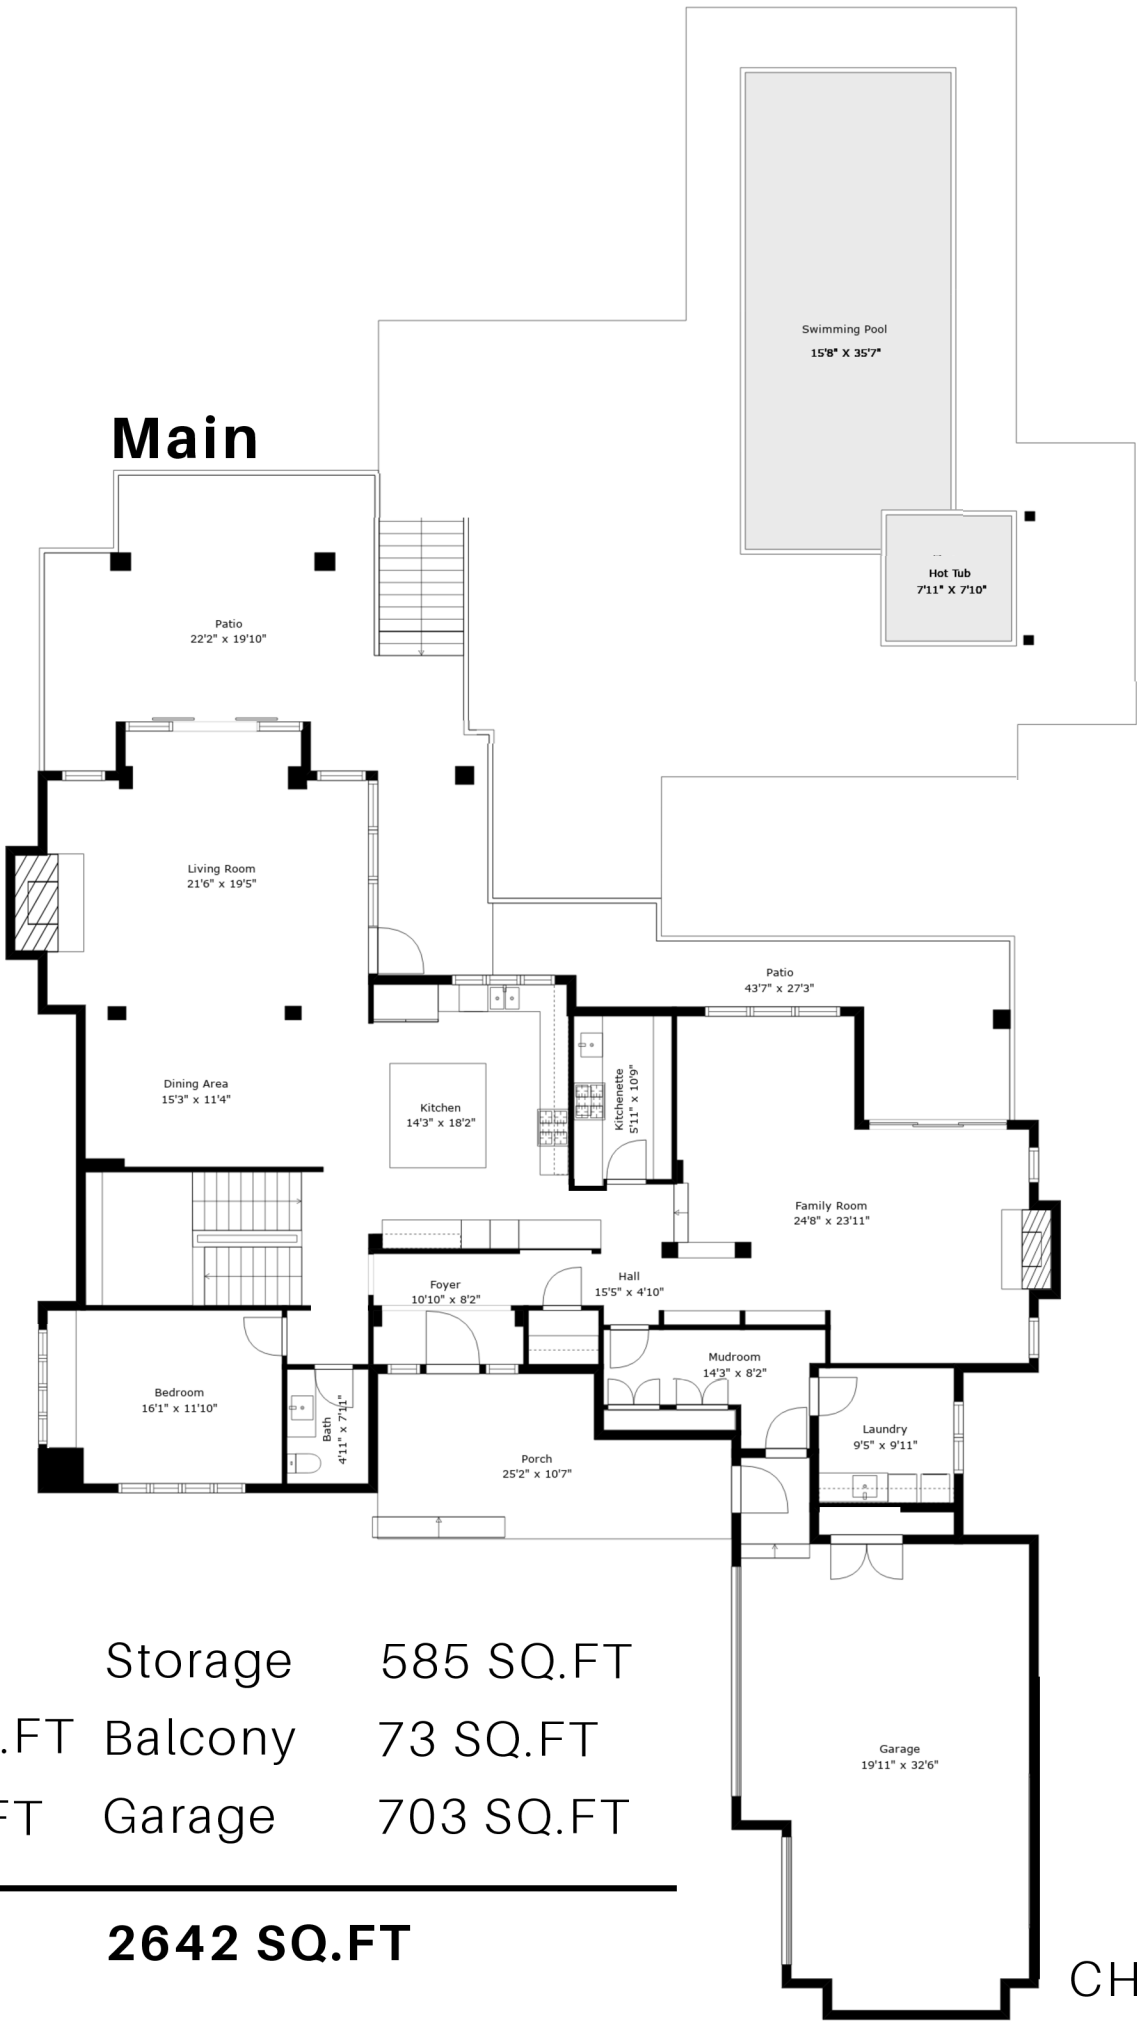 Swimming Pool
15'8" X 35'7"
Main
Hot Tub
7'11" X 7'10"
Patio
22'2" x 19'10"
Living Room
21'6" x 19'5"
Patio
43'7" x 27'3"
Dining Area
15'3" x 11'4"
Kitchen
14'3" x 18'2"
Kitchenette
5'11" x 10'9"
Family Room
24'8" x 23'11"
Foyer
10'10" x 8'2"
Hall
15'5" x 4'10"
Mudroom
14'3" x 8'2"
Bedroom
16'1" x 11'10"
Bath
4'11" x 7'11"
Laundry
9'5" x 9'11"
Porch
25'2" x 10'7"
Storage 585 SQ.FT
.FT Balcony 73 SQ.FT
FT Garage 703 SQ.FT
Garage
19'11" x 32'6"
2642 SQ.FT
CH